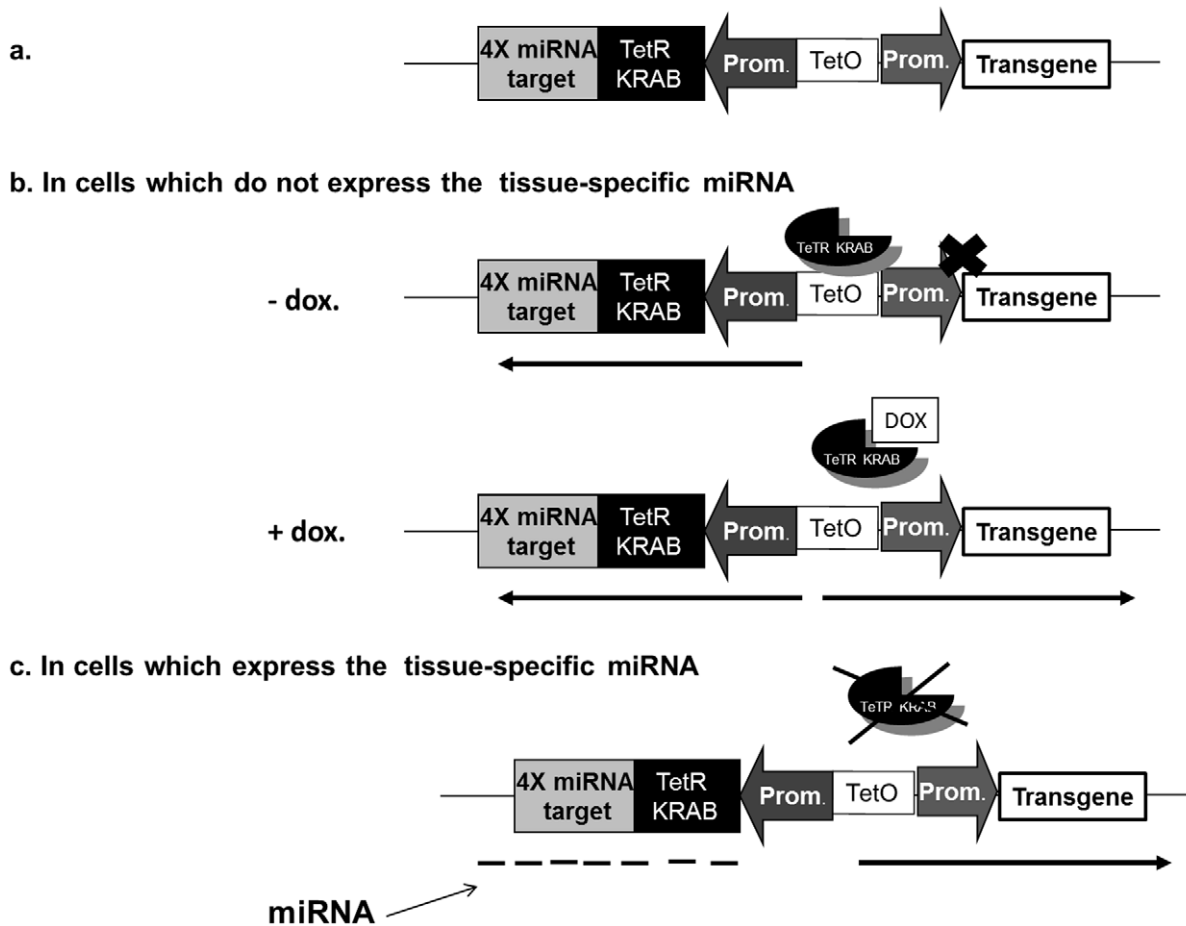 a.
4X miRNA TetR Prom. TetO Prom. Transgene
target KRAB
b. In cells which do not express the tissue-specific miRNA
TeTR KRAB
- dox.
4X miRNA TetR Prom. TetO Prom. Transgene
target KRAB
DOX
TeTR KRAB
+ dox.
4X miRNA TetR Prom. TetO Prom. Transgene
target KRAB
c. In cells which express the tissue-specific miRNA
TeTR KRAB
4X miRNA TetR Prom. TetO Prom. Transgene
target KRAB
miRNA